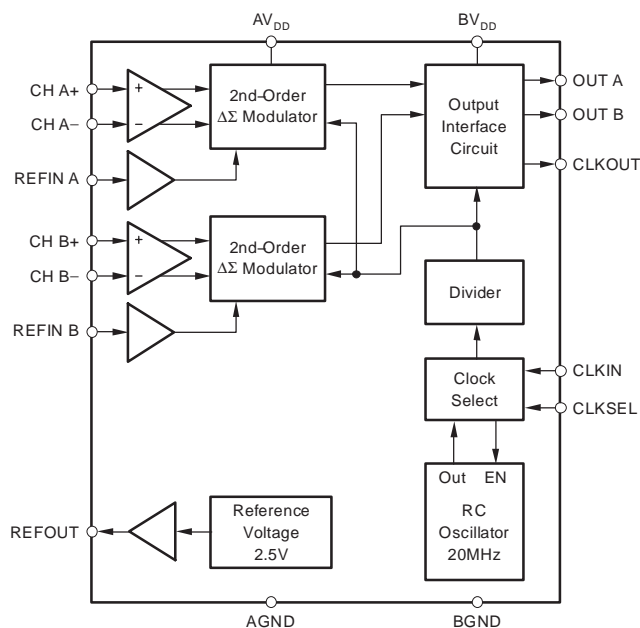 AVDD
BVDD
CH A+
CH A−
REFIN A
CH B+
CH B−
REFIN B
+
−
2nd-Order
ΔΣ Modulator
+
−
2nd-Order
ΔΣ Modulator
Output
Interface
Circuit
OUT A
OUT B
CLKOUT
Divider
Clock
Select
CLKIN
CLKSEL
Out EN
RC
Oscillator
20MHz
REFOUT
Reference
Voltage
2.5V
AGND
BGND